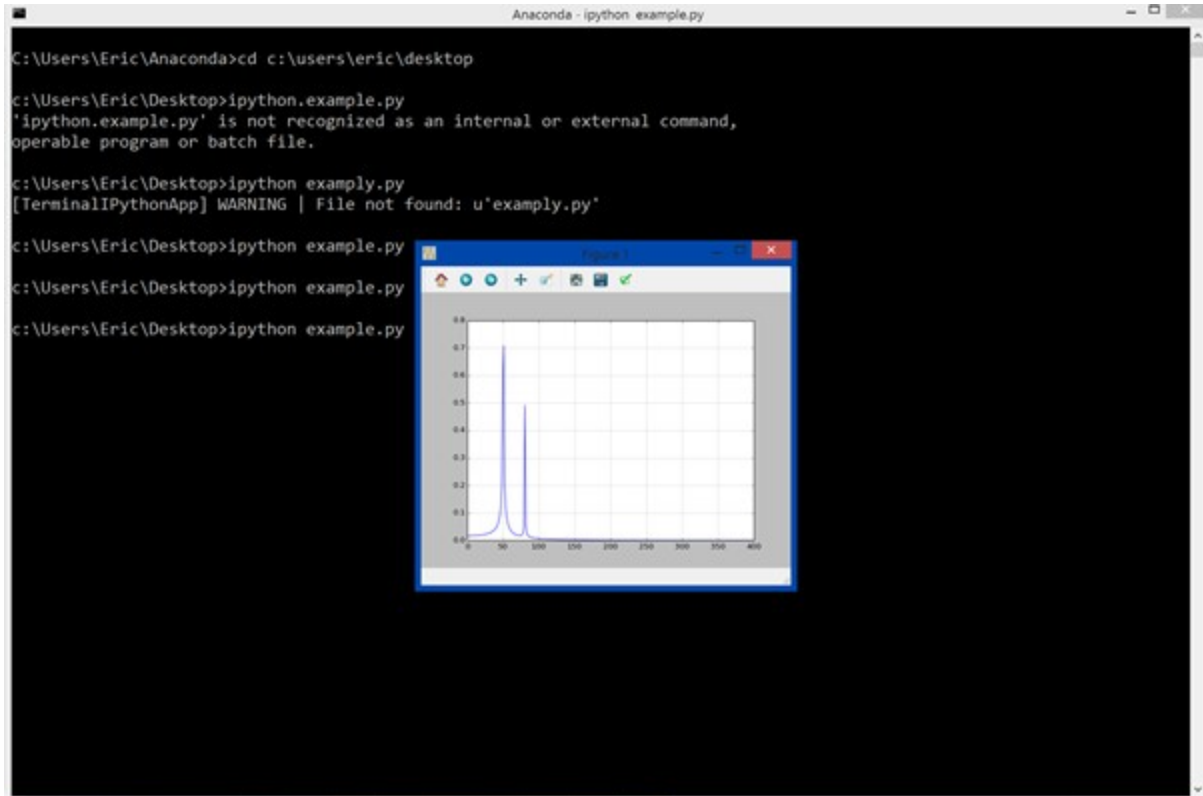 Anaconda - ipython example.py
C:\Users\Eric\Anaconda>cd c:\users\eric\desktop
c:\Users\Eric\Desktop>ipython.example.py
'ipython.example.py' is not recognized as an internal or external command,
operable program or batch file.
c:\Users\Eric\Desktop>ipython examply.py
[TerminalIPythonApp] WARNING | File not found: u'examply.py'
c:\Users\Eric\Desktop>ipython example.py
c:\Users\Eric\Desktop>ipython example.py
c:\Users\Eric\Desktop>ipython example.py
Figure 1
0.8
0.7
0.6
0.5
0.4
0.3
0.2
0.1
0.0
0 50 100 150 200 250 300 350 400